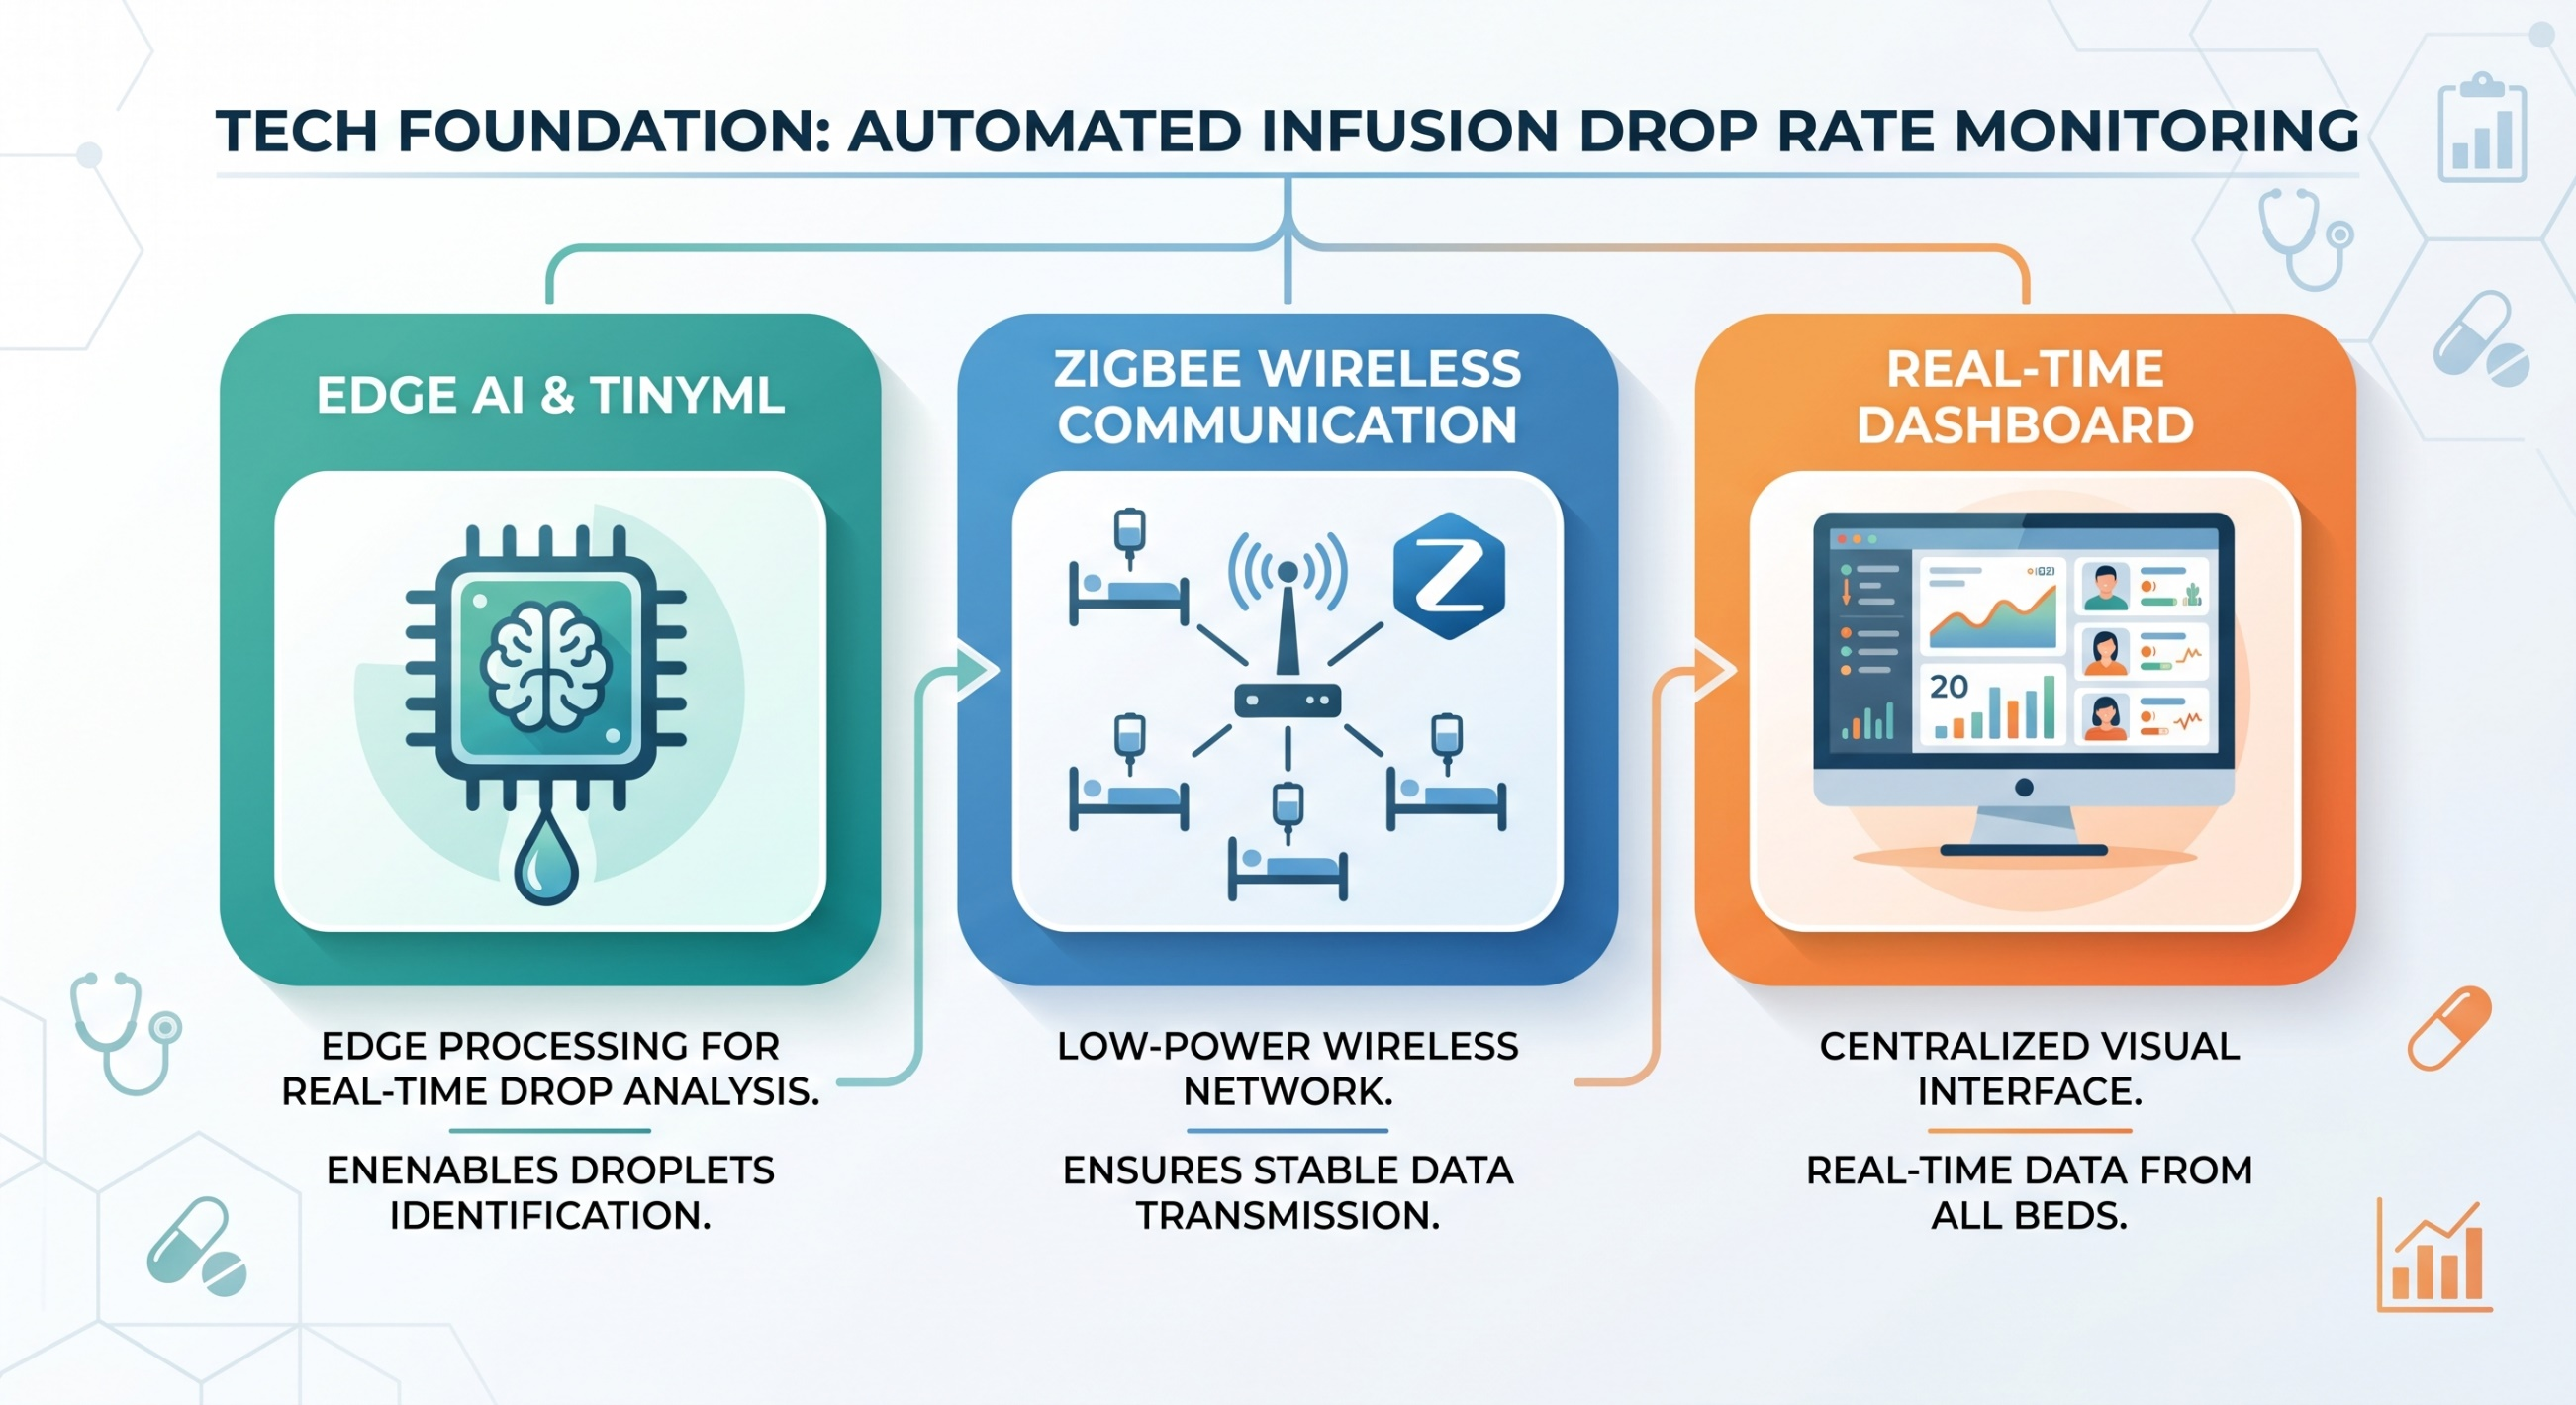 TECH FOUNDATION: AUTOMATED INFUSION DROP RATE MONITORING
EDGE AI & TINYML
ZIGBEE WIRELESS
COMMUNICATION
REAL-TIME
DASHBOARD
Z
20
EDGE PROCESSING FOR
REAL-TIME DROP ANALYSIS.
ENENABLES DROPLETS
IDENTIFICATION.
LOW-POWER WIRELESS
NETWORK.
ENSURES STABLE DATA
TRANSMISSION.
CENTRALIZED VISUAL
INTERFACE.
REAL-TIME DATA FROM
ALL BEDS.